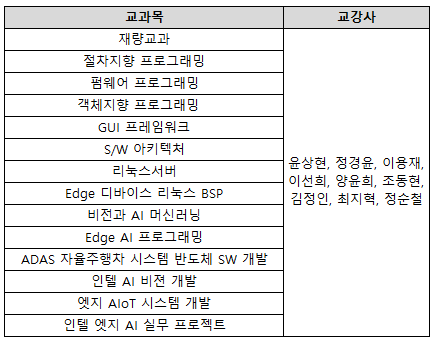 교과목 교강사
재량교과
절차지향 프로그래밍
펌웨어 프로그래밍
객체지향 프로그래밍
GUI 프레임워크
S/W 아키텍처
리눅스서버
Edge 디바이스 리눅스 BSP
비전과 AI 머신러닝
Edge AI 프로그래밍
ADAS 자율주행차 시스템 반도체 SW 개발
인텔 AI 비젼 개발
엣지 AIoT 시스템 개발
인텔 엣지 AI 실무 프로젝트
윤상현, 정경윤, 이용재,
이선희, 양윤희, 조동현,
김정인, 최지혁, 정순철